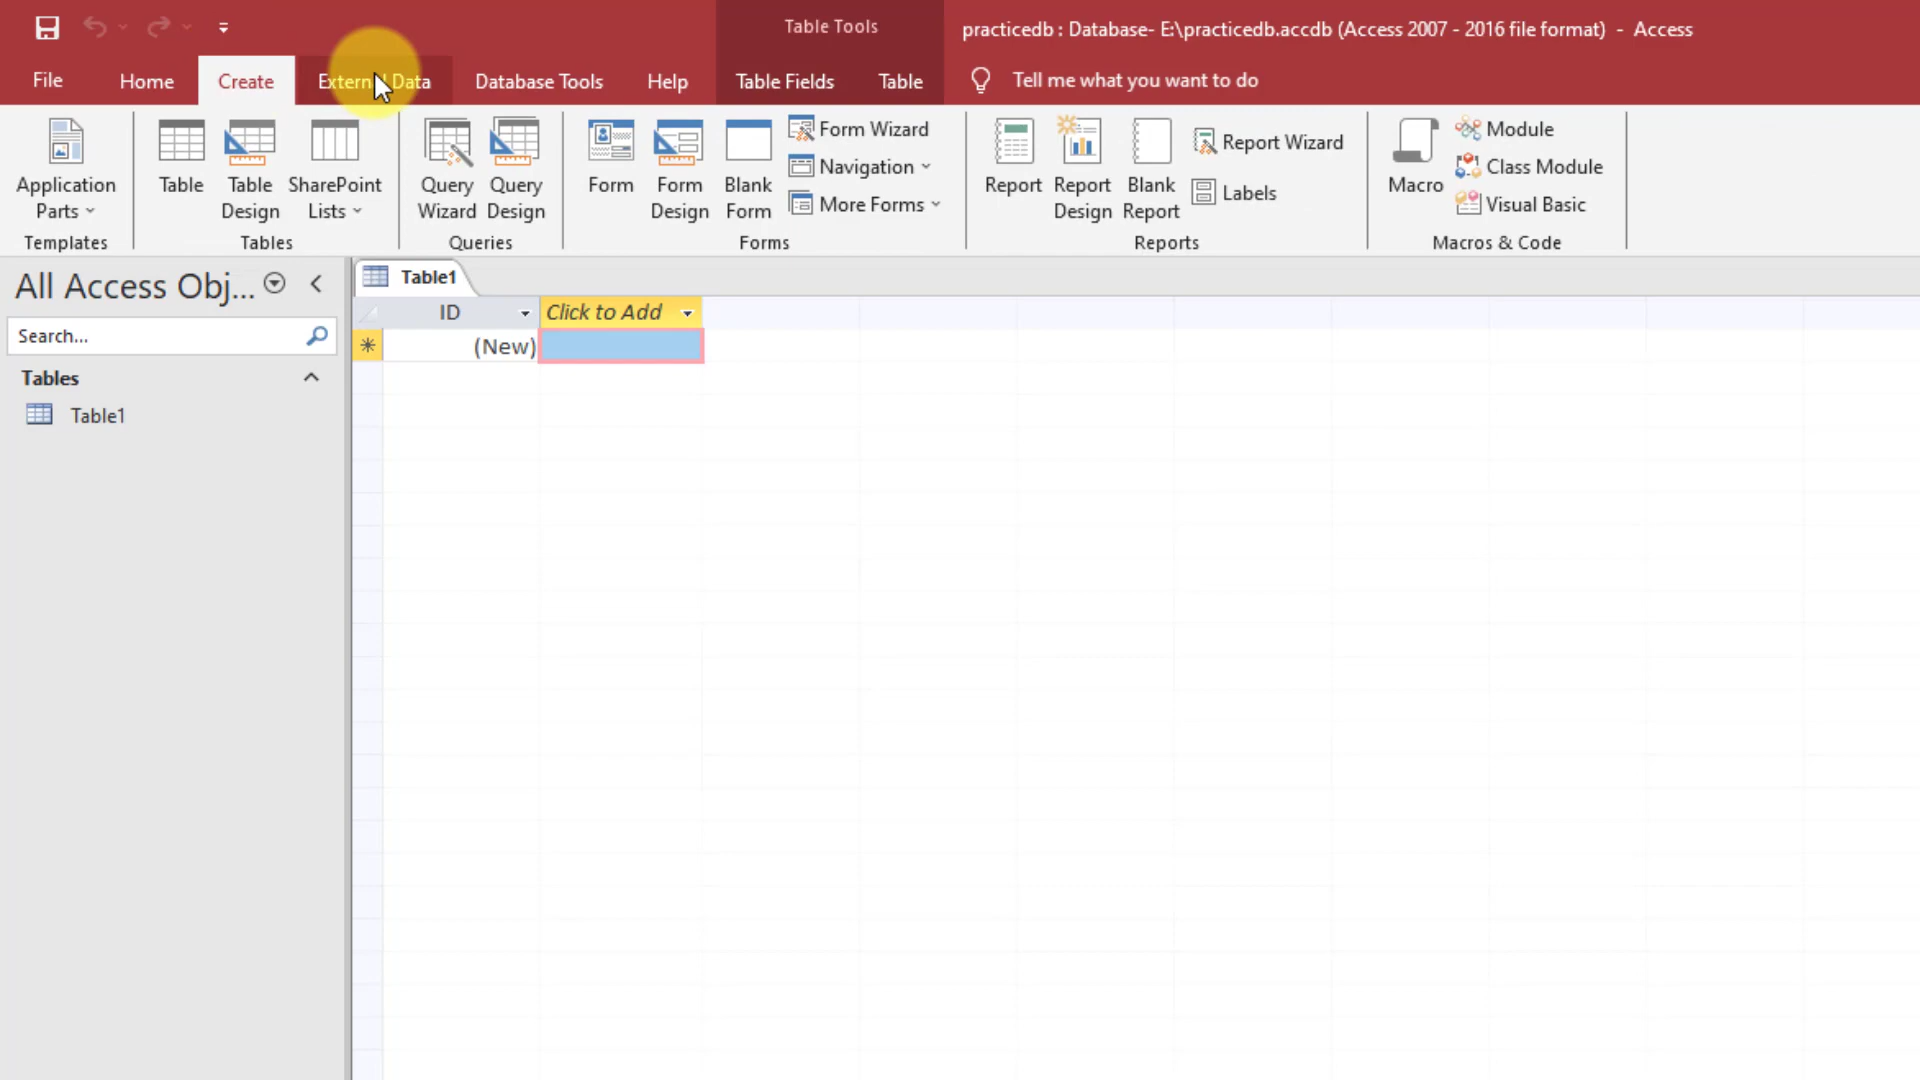 Table Tools
practicedb : Database- E:\practicedb.accdb (Access 2007 - 2016 file format) - Access
File Home Create External Data Database Tools Help Table Fields Table Tell me what you want to do
Application Parts
Table
Table Design
SharePoint Lists
Query Wizard
Query Design
Form
Form Design
Blank Form
Form Wizard
Navigation
More Forms
Report
Report Design
Blank Report
Report Wizard
Labels
Macro
Module
Class Module
Visual Basic
Templates Tables Queries Forms Reports Macros & Code
All Access Obj...
Search...
Tables
Table1
Table1
ID Click to Add
(New)